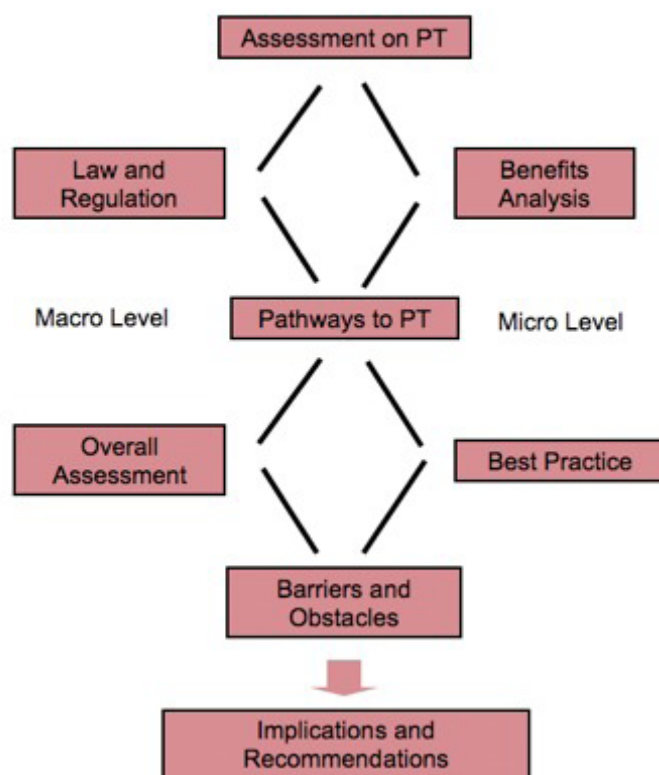 Assessment on PT
Law and
Regulation
Benefits
Analysis
Macro Level
Pathways to PT
Micro Level
Overall
Assessment
Best Practice
Barriers and
Obstacles
Implications and
Recommendations